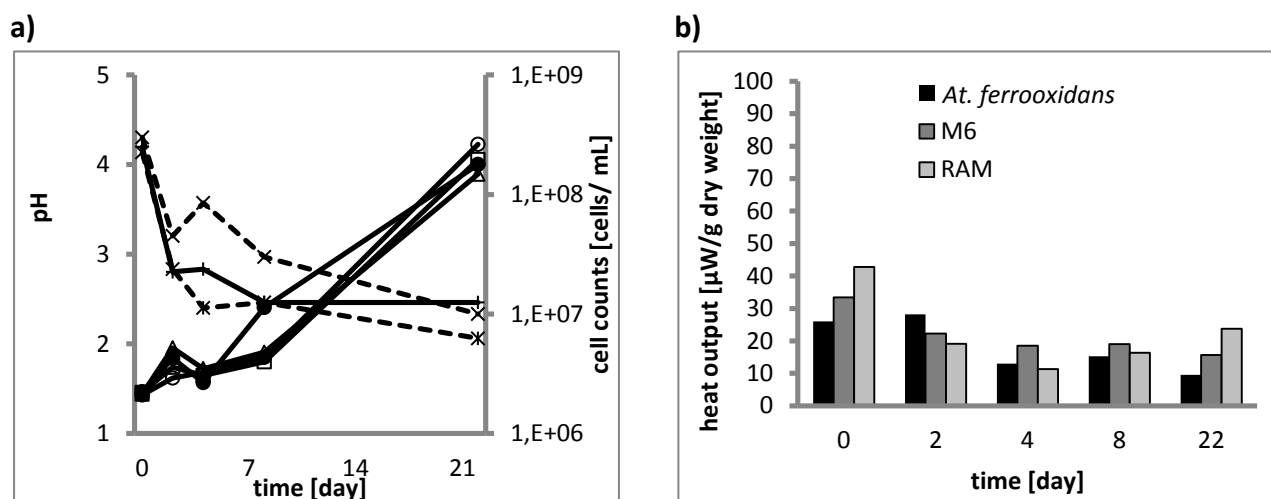 a)
5
4
3
2
1
pH
0
7
14
21
time [day]
1,E+09
1,E+08
1,E+07
1,E+06
cell counts [cells/ mL]
b)
100
90
80
70
60
50
40
30
20
10
0
heat output [µW/g dry weight]
At. ferrooxidans
M6
RAM
0
2
4
8
22
time [day]